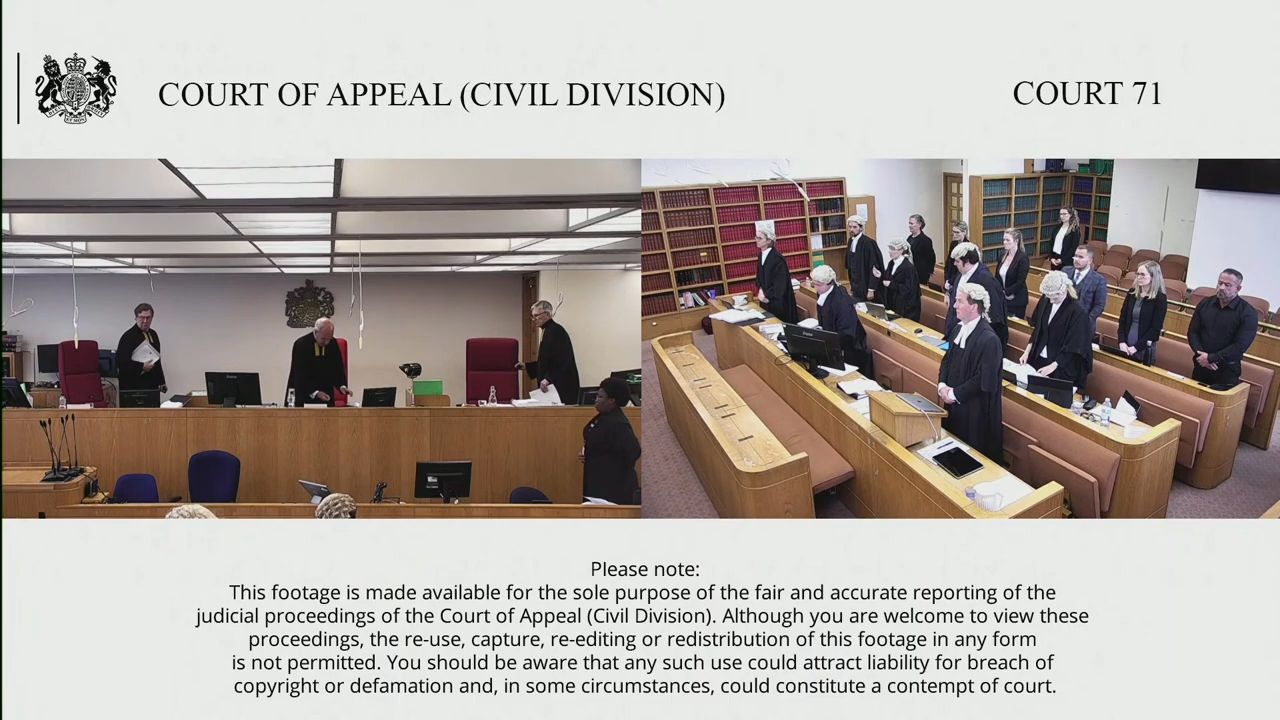 COURT OF APPEAL (CIVIL DIVISION)
COURT 71
Please note:
This footage is made available for the sole purpose of the fair and accurate reporting of the
judicial proceedings of the Court of Appeal (Civil Division). Although you are welcome to view these
proceedings, the re-use, capture, re-editing or redistribution of this footage in any form
is not permitted. You should be aware that any such use could attract liability for breach of
copyright or defamation and, in some circumstances, could constitute a contempt of court.